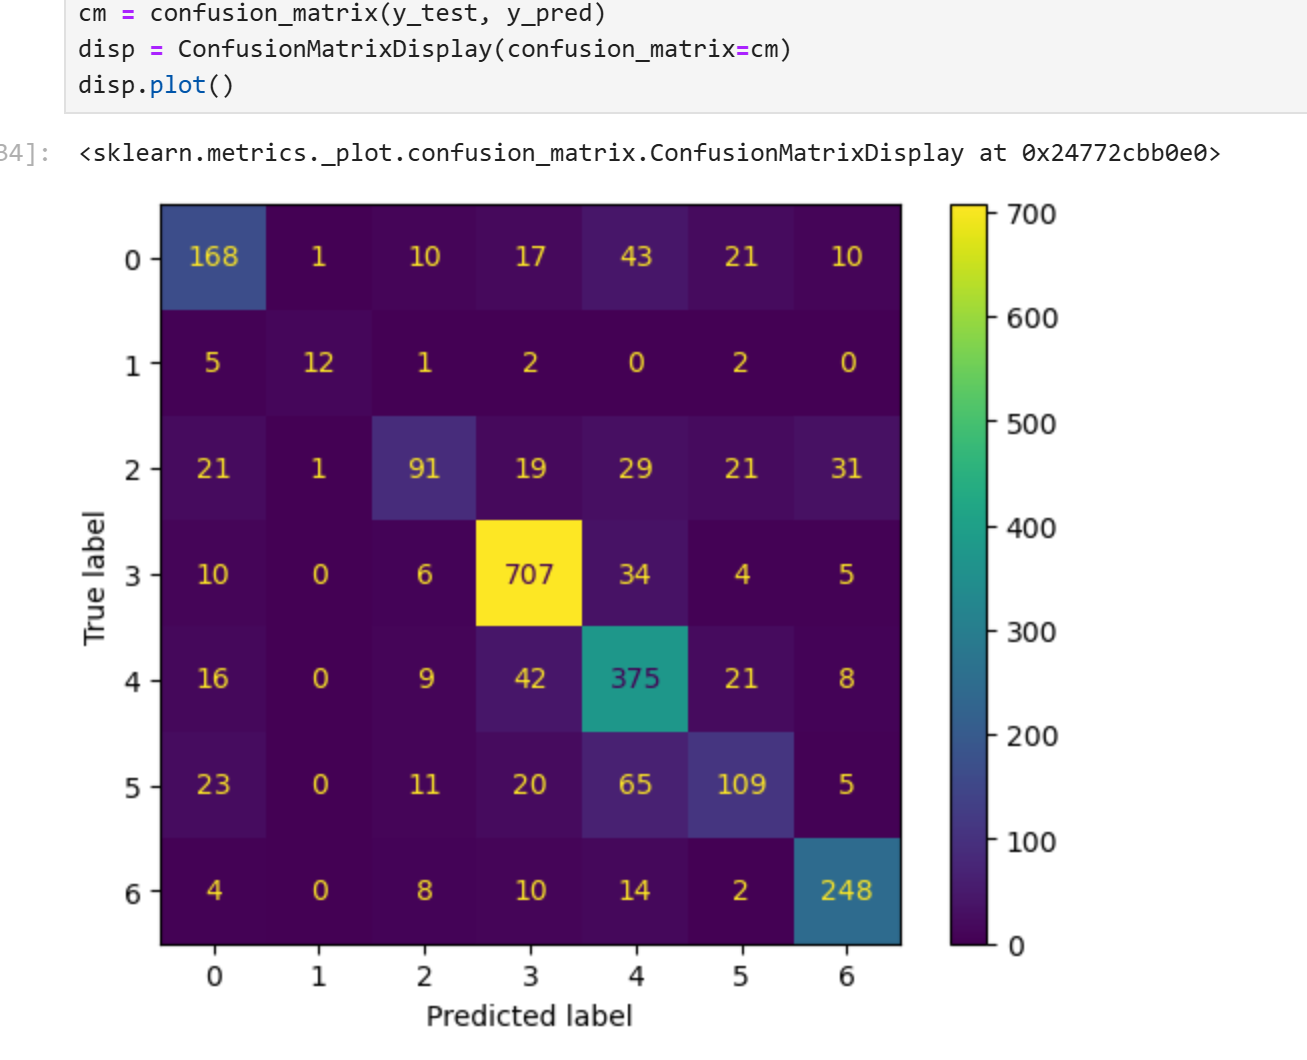 cm = confusion_matrix(y_test, y_pred)
disp = ConfusionMatrixDisplay(confusion_matrix=cm)
disp.plot()
34]: <sklearn.metrics._plot.confusion_matrix.ConfusionMatrixDisplay at 0x24772cbb0e0>
0 168 1 10 17 43 21 10
1 5 12 1 2 0 2 0
2 21 1 91 19 29 21 31
3 10 0 6 707 34 4 5
4 16 0 9 42 375 21 8
5 23 0 11 20 65 109 5
6 4 0 8 10 14 2 248
0 1 2 3 4 5 6
True label
Predicted label
700
600
500
400
300
200
100
0